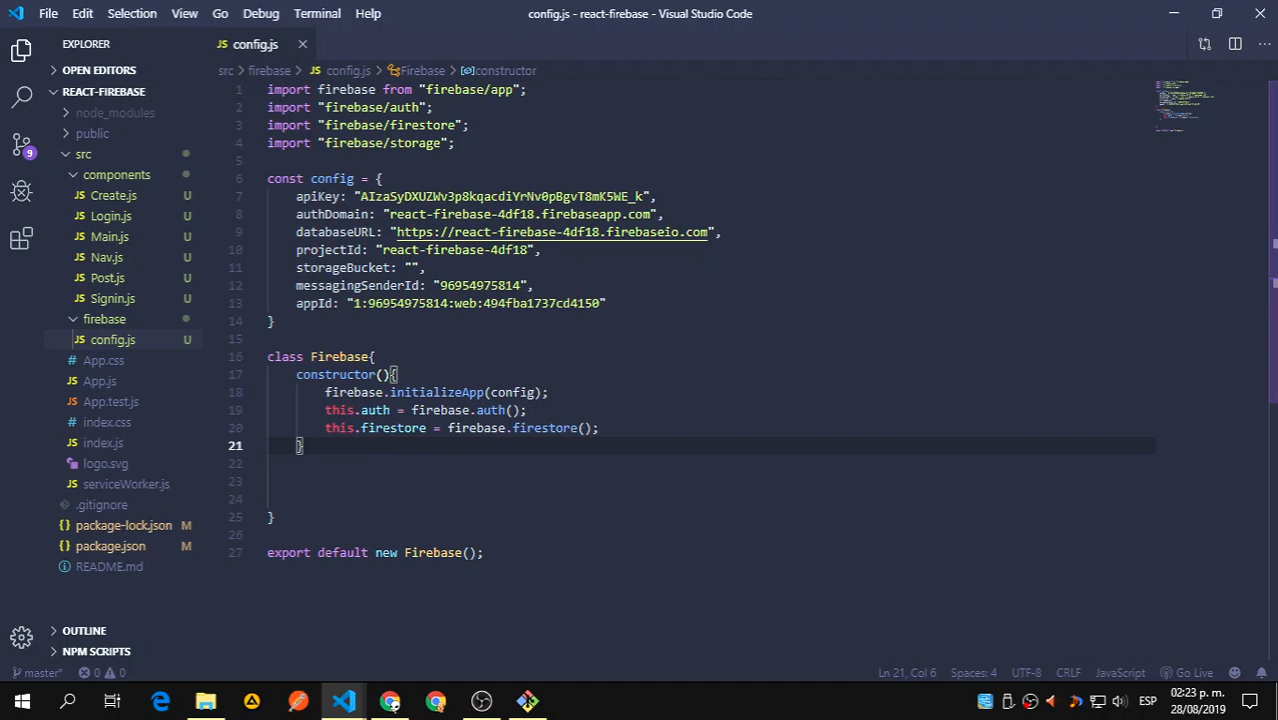 File Edit Selection View Go Debug Terminal Help
config.js - react-firebase - Visual Studio Code
EXPLORER
OPEN EDITORS
REACT-FIREBASE
node_modules
public
src
components
JS Create.js U
JS Login.js U
JS Main.js U
JS Nav.js U
JS Post.js U
JS Signin.js U
firebase
JS config.js U
# App.css
JS App.js
JS App.test.js
# index.css
JS index.js
logo.svg
JS serviceWorker.js
.gitignore
{} package-lock.json M
{} package.json M
README.md
OUTLINE
NPM SCRIPTS
9
JS config.js
src > firebase > JS config.js > Firebase > constructor
1 import firebase from "firebase/app";
2 import "firebase/auth";
3 import "firebase/firestore";
4 import "firebase/storage";
5
6 const config = {
7 apiKey: "AIzaSyDXUZWv3p8kqacdiYrNv0pBgvT8mK5WE_k",
8 authDomain: "react-firebase-4df18.firebaseapp.com",
9 databaseURL: "https://react-firebase-4df18.firebaseio.com",
10 projectId: "react-firebase-4df18",
11 storageBucket: "",
12 messagingSenderId: "96954975814",
13 appId: "1:96954975814:web:494fba1737cd4150"
14 }
15
16 class Firebase{
17 constructor(){
18 firebase.initializeApp(config);
19 this.auth = firebase.auth();
20 this.firestore = firebase.firestore();
21 }
22
23
24
25 }
26
27 export default new Firebase();
master* 0 0
Ln 21, Col 6 Spaces: 4 UTF-8 CRLF JavaScript Go Live
ESP
02:23 p. m.
28/08/2019